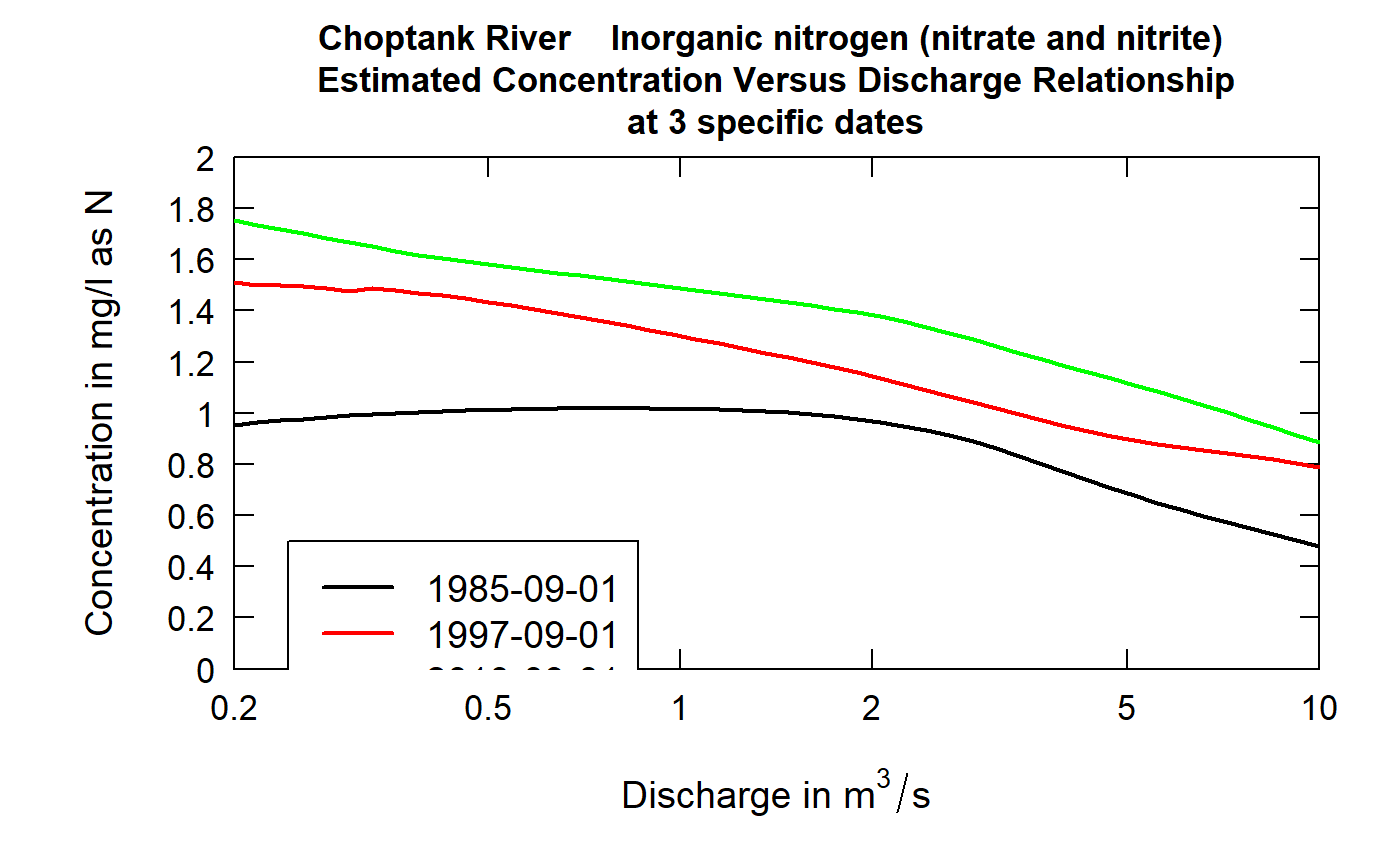 Choptank River Inorganic nitrogen (nitrate and nitrite)
Estimated Concentration Versus Discharge Relationship
at 3 specific dates
Concentration in mg/l as N
2
1.8
1.6
1.4
1.2
1
0.8
0.6
0.4
0.2
0
1985-09-01
1997-09-01
0.2 0.5 1 2 5 10
Discharge in m³/s